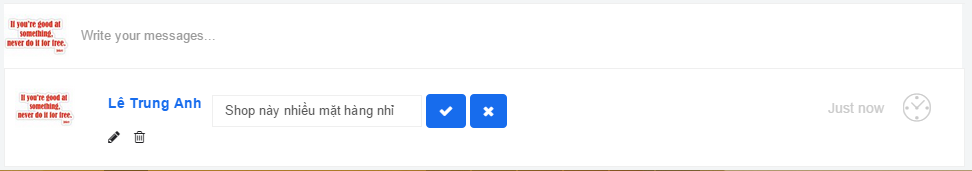 If you're good at
something,
never do it for free.
Write your messages...
If you're good at
something,
never do it for free.
Lê Trung Anh
Shop này nhiều mặt hàng nhỉ
Just now